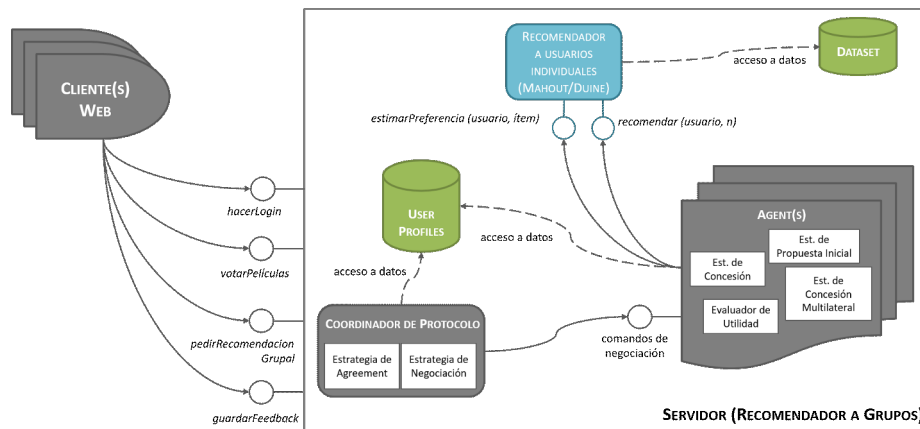 CLIENTE(S)
WEB
hacerLogin
votarPelículas
pedirRecomendacion
Grupal
guardarFeedback
RECOMENDADOR
A USUARIOS
INDIVIDUALES
(MAHOUT/DUINE)
acceso a datos
DATASET
estimarPreferencia (usuario, ítem)
recomendar (usuario, n)
USER
PROFILES
acceso a datos
acceso a datos
COORDINADOR DE PROTOCOLO
Estrategia de
Agreement
Estrategia de
Negociación
comandos de
negociación
AGENT(S)
Est. de
Concesión
Est. de
Propuesta Inicial
Evaluador de
Utilidad
Est. de
Concesión
Multilateral
SERVIDOR (RECOMENDADOR A GRUPOS)